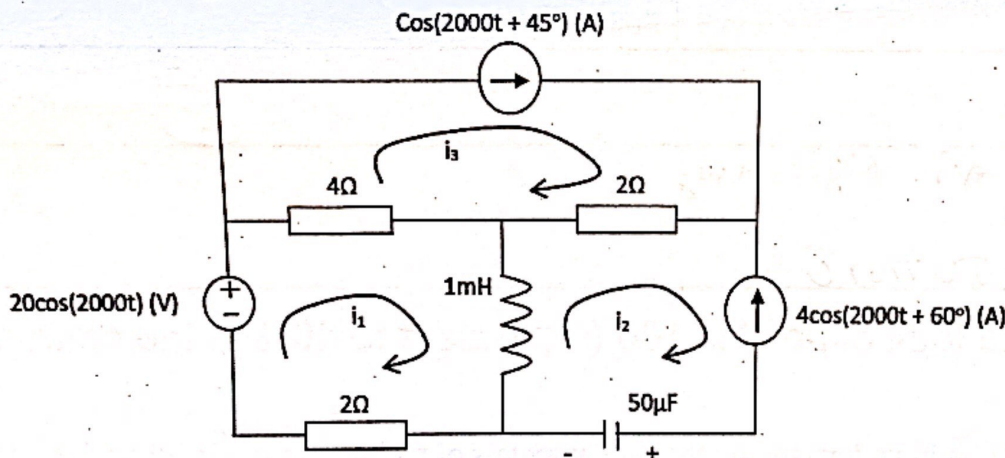 Cos(2000t + 45°) (A)
i₃
4Ω
2Ω
20cos(2000t) (V)
+
−
i₁
1mH
i₂
4cos(2000t + 60°) (A)
2Ω
50μF
- +